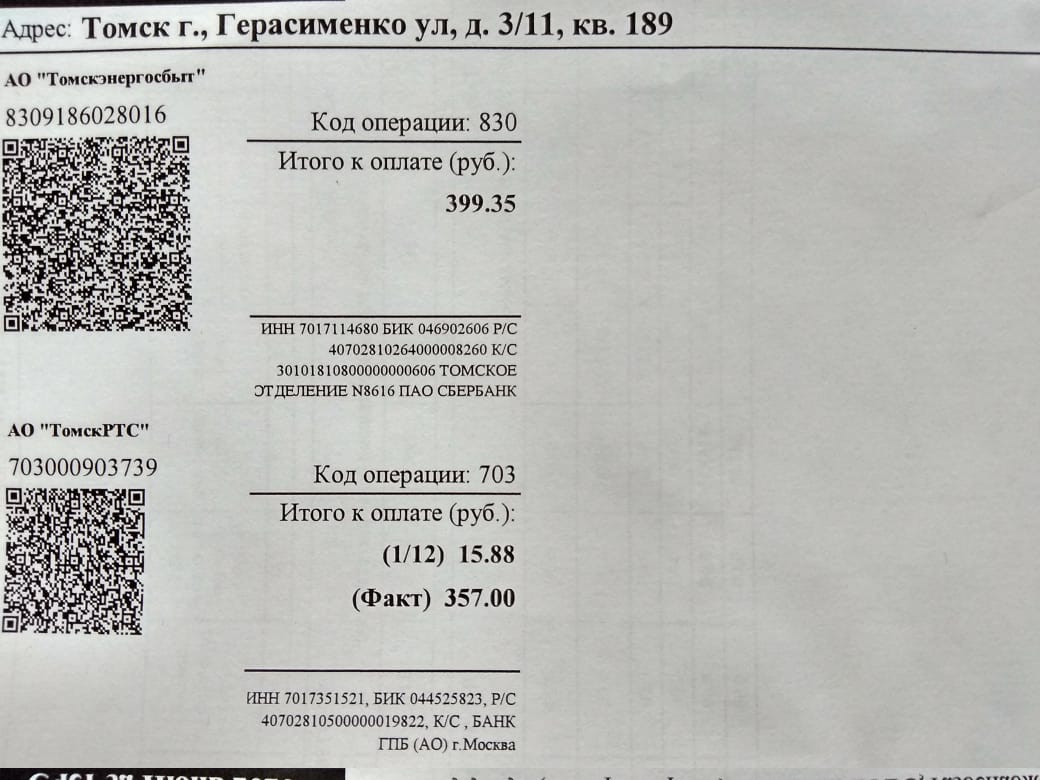 Адрес: Томск г., Герасименко ул, д. 3/11, кв. 189
АО "Томскэнергосбыт"
8309186028016
Код операции: 830
Итого к оплате (руб.):
399.35
ИНН 7017114680 БИК 046902606 Р/С
40702810264000008260 К/С
30101810800000000606 ТОМСКОЕ
ОТДЕЛЕНИЕ N8616 ПАО СБЕРБАНК
АО "ТомскРТС"
703000903739
Код операции: 703
Итого к оплате (руб.):
(1/12) 15.88
(Факт) 357.00
ИНН 7017351521, БИК 044525823, Р/С
40702810500000019822, К/С , БАНК
ГПБ (АО) г.Москва